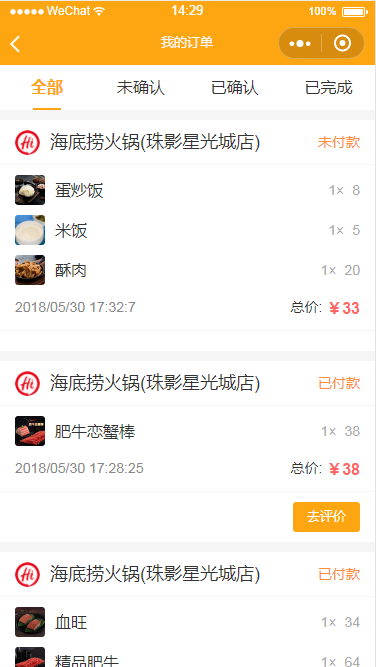 WeChat 14:29 100%
我的订单
全部 未确认 已确认 已完成
海底捞火锅(珠影星光城店) 未付款
蛋炒饭 1× 8
米饭 1× 5
酥肉 1× 20
2018/05/30 17:32:7 总价: ￥33
海底捞火锅(珠影星光城店) 已付款
肥牛恋蟹棒 1× 38
2018/05/30 17:28:25 总价: ￥38
去评价
海底捞火锅(珠影星光城店) 已付款
血旺 1× 34
精品肥牛 1× 64